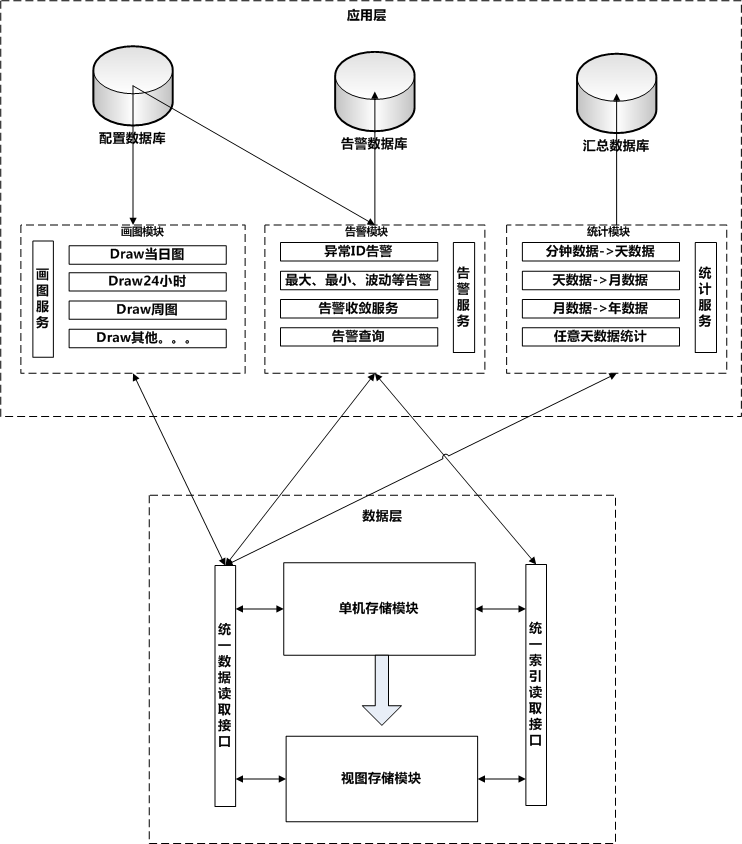 应用层
配置数据库
告警数据库
汇总数据库
画图模块
画图服务
Draw当日图
Draw24小时
Draw周图
Draw其他。。。
告警模块
异常ID告警
最大、最小、波动等告警
告警收敛服务
告警查询
告警服务
统计模块
分钟数据->天数据
天数据->月数据
月数据->年数据
任意天数据统计
统计服务
数据层
统一数据读取接口
单机存储模块
视图存储模块
统一索引读取接口